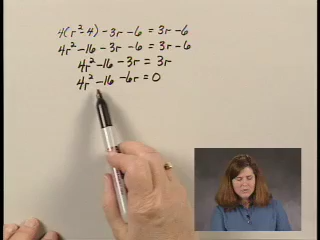 4(r²-4) -3r -6 = 3r -6
4r² -16 -3r -6 = 3r -6
4r² -16 -3r = 3r
4r² -16 -6r = 0